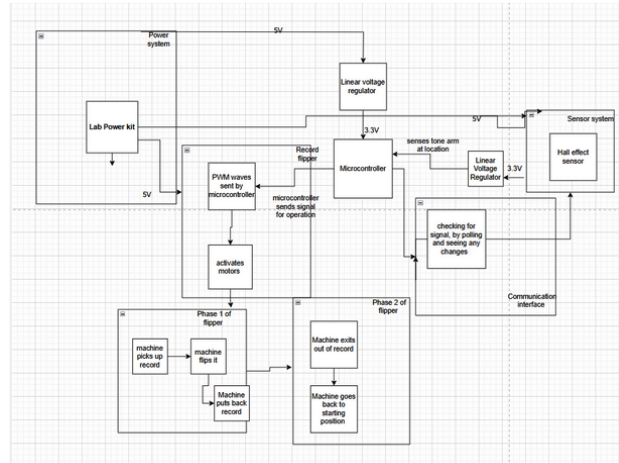 5V
Power
system
Linear voltage
regulator
Lab Power kit
5V
Sensor system
3.3V
senses tone arm
at location
Record
flipper
Hall effect
sensor
Microcontroller
Linear
Voltage
Regulator
3.3V
PWM waves
sent by
microcontroller
5V
microcontroller
sends signal
for operation
checking for
signal, by polling
and seeing any
changes
activates
motors
Communication
interface
Phase 1 of
flipper
Phase 2 of
flipper
machine
picks up
record
machine
flips it
Machine exits
out of record
Machine
puts back
record
Machine goes
back to
starting
position